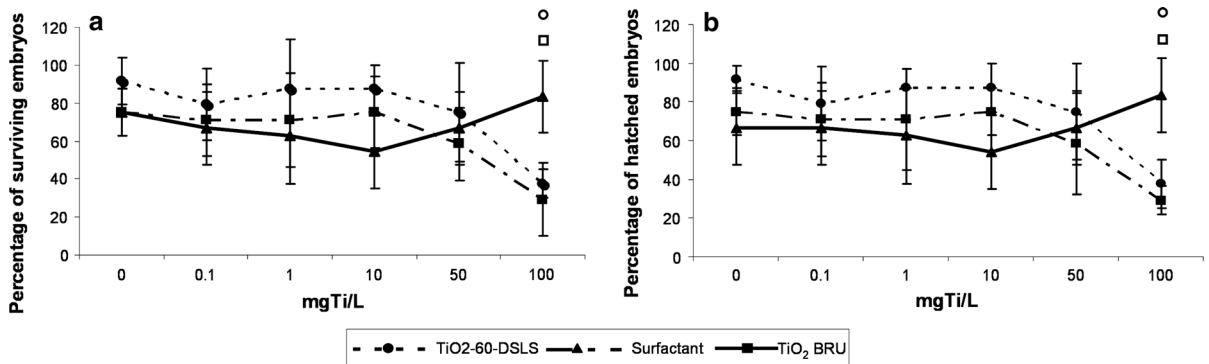 a
Percentage of surviving embryos
120
100
80
60
40
20
0
0 0.1 1 10 50 100
mgTi/L
b
Percentage of hatched embryos
120
100
80
60
40
20
0
0 0.1 1 10 50 100
mgTi/L
TiO2-60-DSLS Surfactant TiO₂ BRU